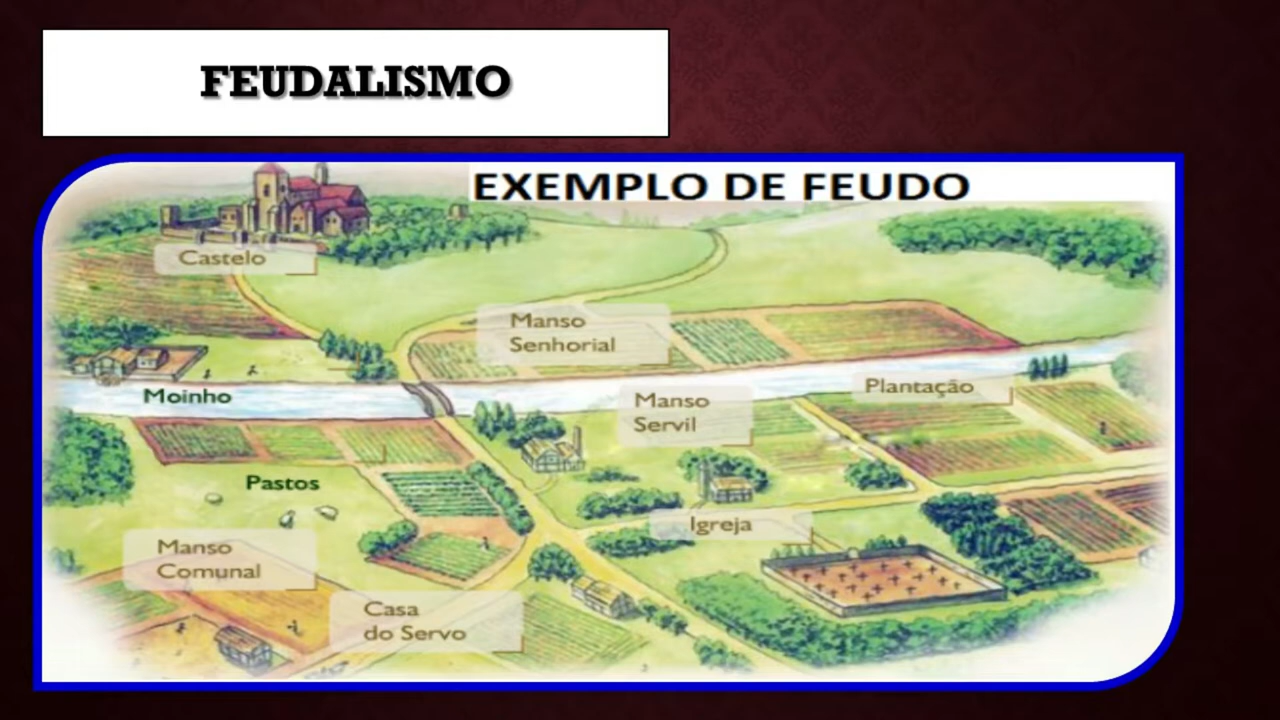 FEUDALISMO
EXEMPLO DE FEUDO
Castelo
Manso
Senhorial
Moinho
Manso
Servil
Plantação
Pastos
Igreja
Manso
Comunal
Casa
do Servo